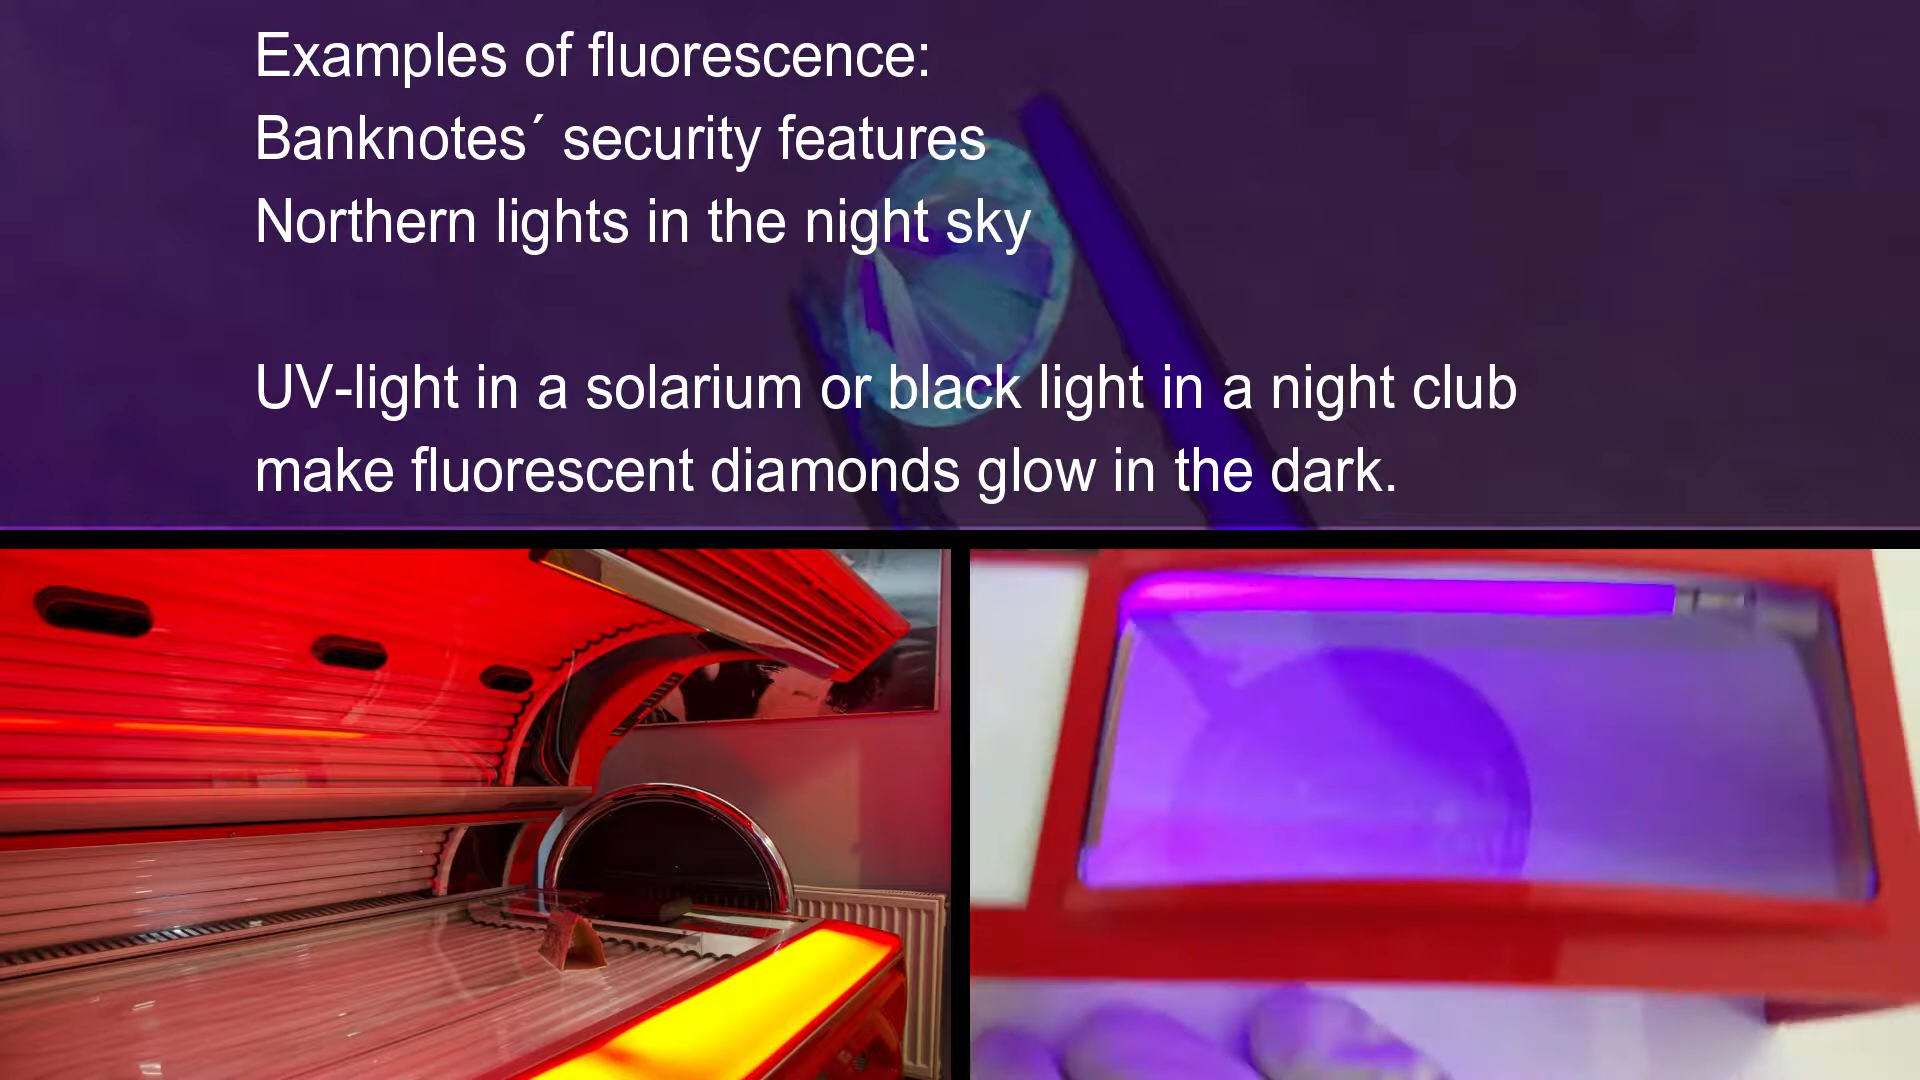 Examples of fluorescence:
Banknotes´ security features
Northern lights in the night sky
UV-light in a solarium or black light in a night club
make fluorescent diamonds glow in the dark.